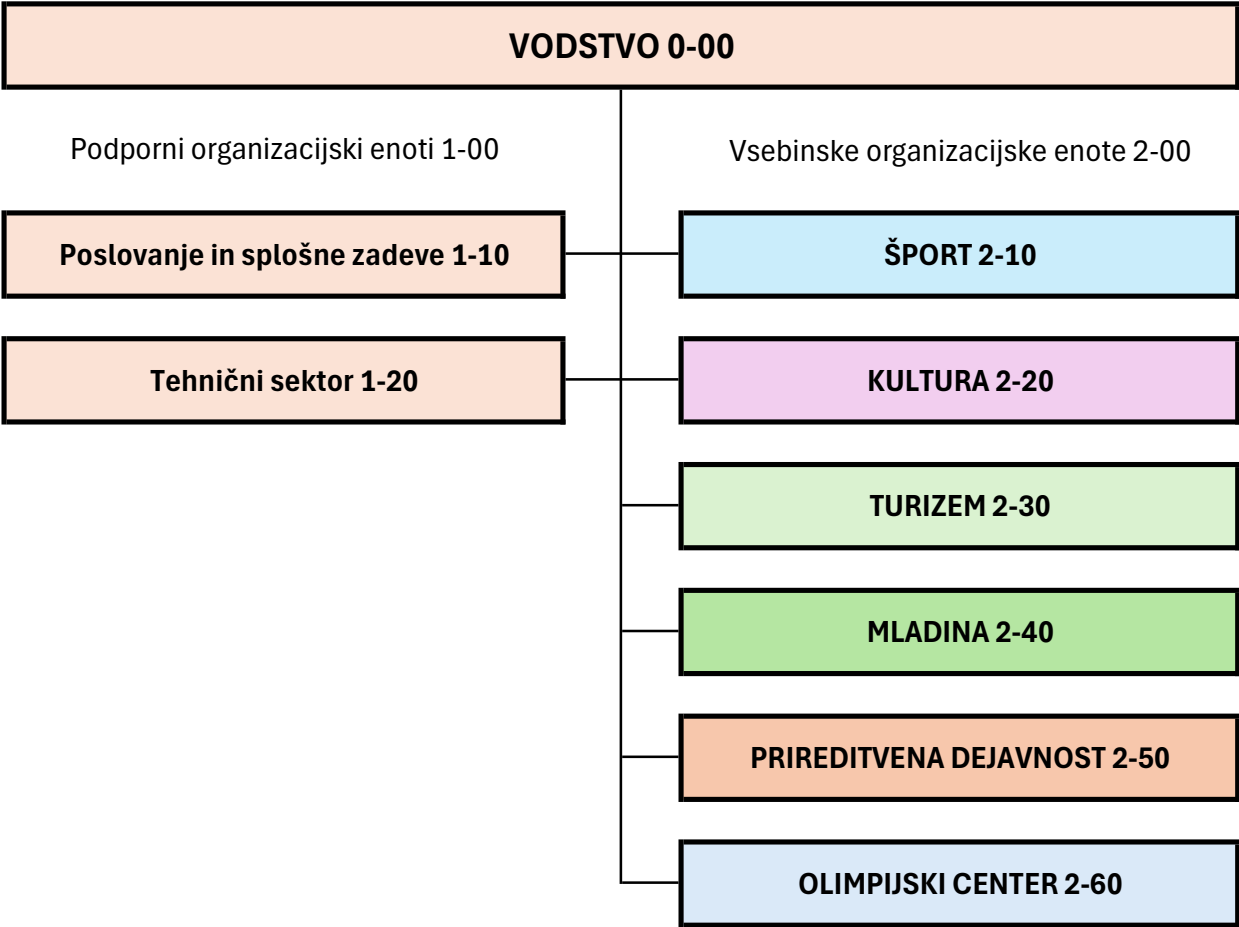 VODSTVO 0-00
Podporni organizacijski enoti 1-00
Vsebinske organizacijske enote 2-00
Poslovanje in splošne zadeve 1-10
ŠPORT 2-10
Tehnični sektor 1-20
KULTURA 2-20
TURIZEM 2-30
MLADINA 2-40
PRIREDITVENA DEJAVNOST 2-50
OLIMPIJSKI CENTER 2-60